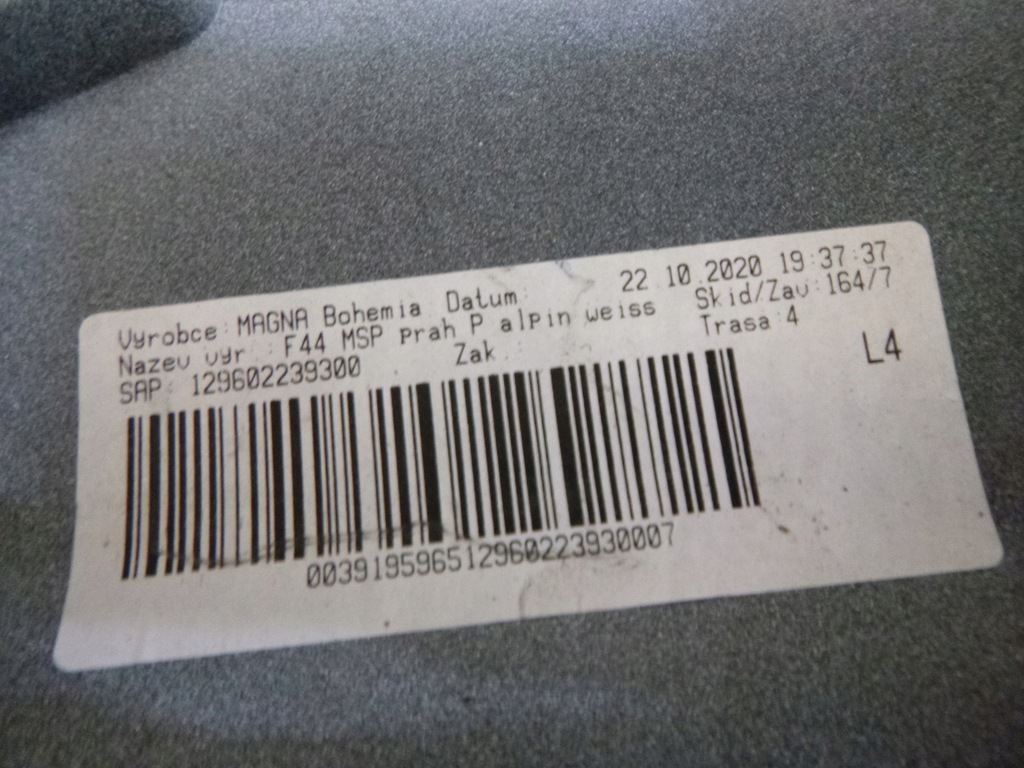 Vyrobce: MAGNA Bohemia Datum: 22.10.2020 19:37:37
Nazev vyr.: F44 MSP Prah P alpin weiss Skid/Zav: 164/7
SAP: 129602239300 Zak.: Trasa: 4
L4
003919596512960223930007